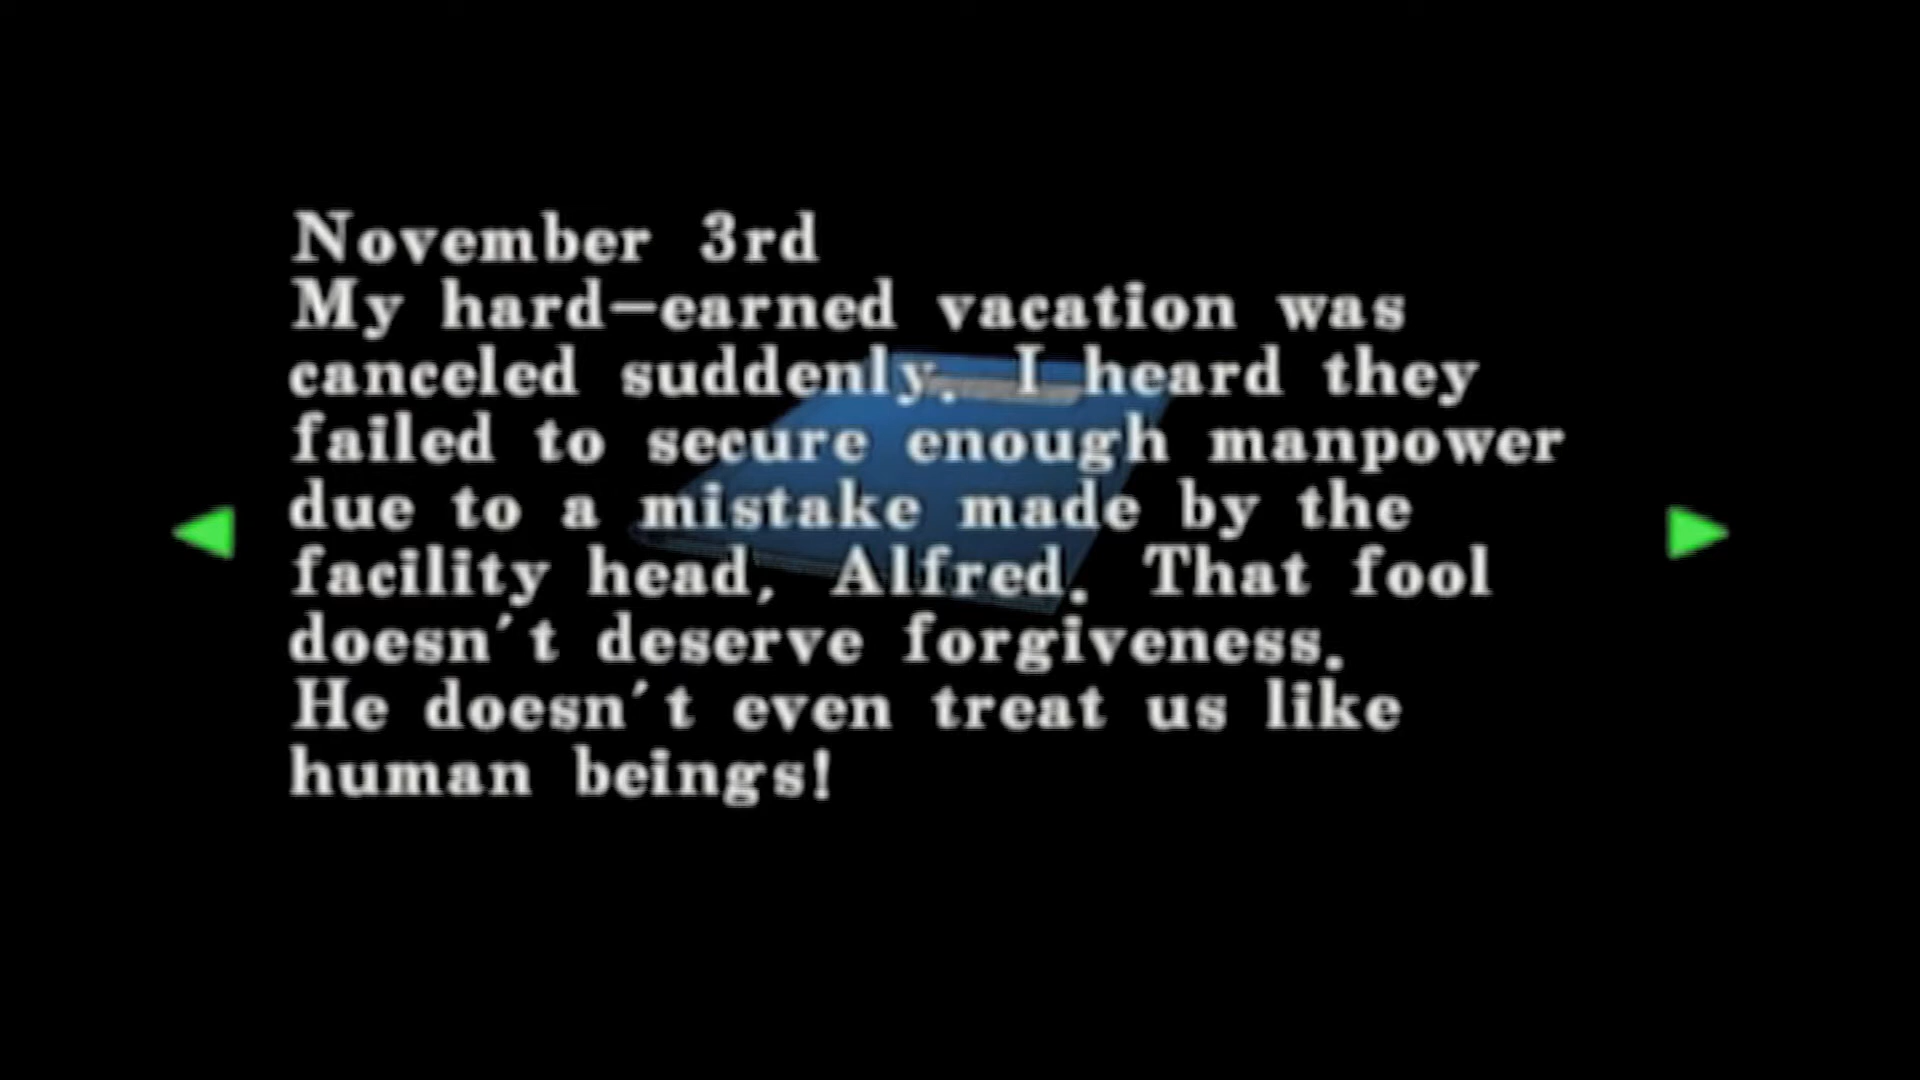 November 3rd
My hard-earned vacation was
canceled suddenly. I heard they
failed to secure enough manpower
due to a mistake made by the
facility head, Alfred. That fool
doesn't deserve forgiveness.
He doesn't even treat us like
human beings!